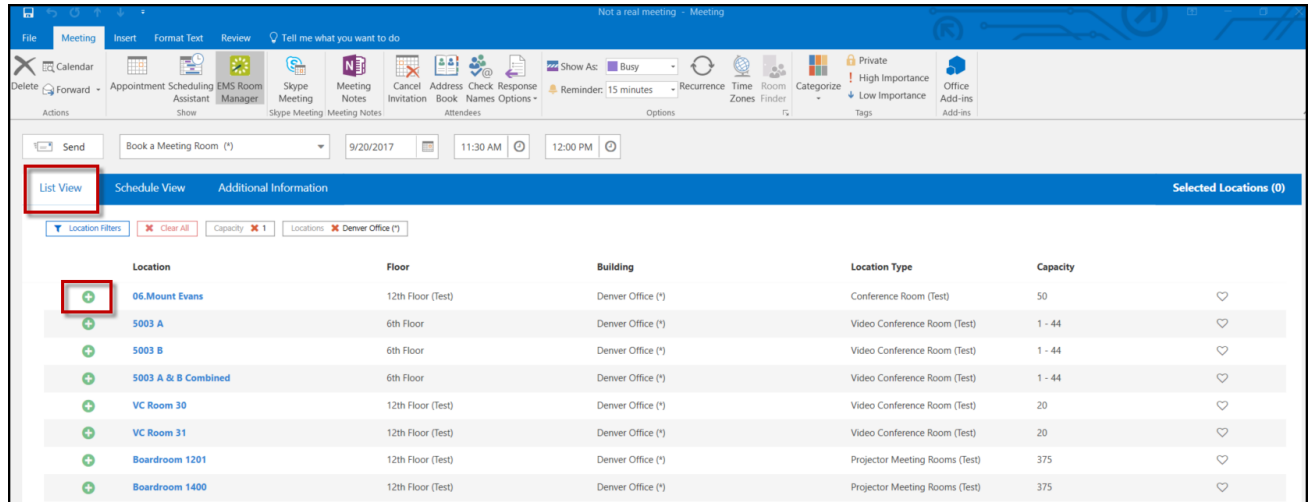 Not a real meeting - Meeting
File Meeting Insert Format Text Review Tell me what you want to do
Delete Calendar Forward Appointment Scheduling Assistant EMS Room Manager Skype Meeting Meeting Notes Cancel Invitation Address Book Check Names Response Options Show As: Busy Reminder: 15 minutes Recurrence Time Zones Room Finder Categorize Private High Importance Low Importance Office Add-ins
Actions Show Skype Meeting Meeting Notes Attendees Options Tags Add-ins
Send Book a Meeting Room (*) 9/20/2017 11:30 AM 12:00 PM
List View Schedule View Additional Information Selected Locations (0)
Location Filters Clear All Capacity 1 Locations Denver Office (*)
Location Floor Building Location Type Capacity
06.Mount Evans 12th Floor (Test) Denver Office (*) Conference Room (Test) 50
5003 A 6th Floor Denver Office (*) Video Conference Room (Test) 1 - 44
5003 B 6th Floor Denver Office (*) Video Conference Room (Test) 1 - 44
5003 A & B Combined 6th Floor Denver Office (*) Video Conference Room (Test) 1 - 44
VC Room 30 12th Floor (Test) Denver Office (*) Video Conference Room (Test) 20
VC Room 31 12th Floor (Test) Denver Office (*) Video Conference Room (Test) 20
Boardroom 1201 12th Floor (Test) Denver Office (*) Projector Meeting Rooms (Test) 375
Boardroom 1400 12th Floor (Test) Denver Office (*) Projector Meeting Rooms (Test) 375